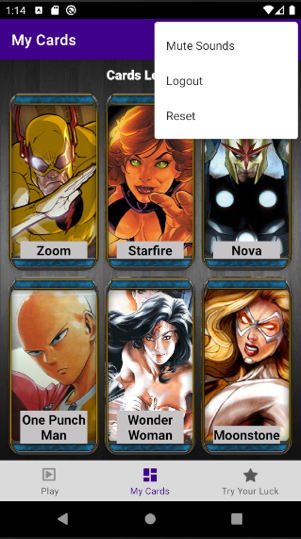 1:14
My Cards
Mute Sounds
Logout
Reset
Cards
Zoom
Starfire
Nova
One Punch
Man
Wonder
Woman
Moonstone
Play
My Cards
Try Your Luck